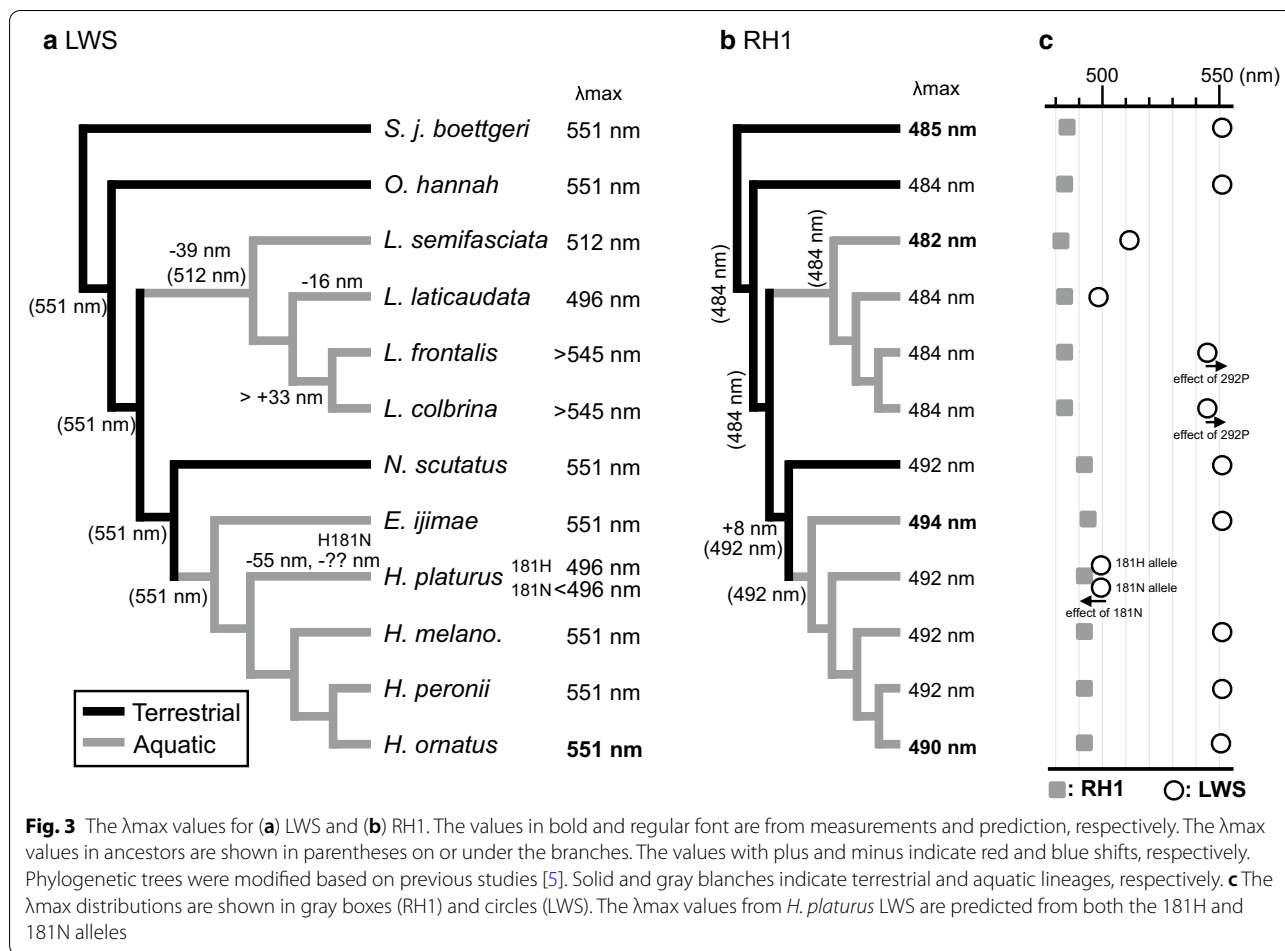 a LWS
λmax
S. j. boettgeri 551 nm
O. hannah 551 nm
L. semifasciata 512 nm
-39 nm
(512 nm)
-16 nm
L. laticaudata 496 nm
(551 nm)
L. frontalis >545 nm
> +33 nm
L. colbrina >545 nm
(551 nm)
N. scutatus 551 nm
E. ijimae 551 nm
(551 nm)
H181N
-55 nm, -?? nm
H. platurus 181H 496 nm
181N <496 nm
(551 nm)
H. melano. 551 nm
H. peronii 551 nm
H. ornatus 551 nm
Terrestrial
Aquatic
b RH1
λmax
485 nm
484 nm
482 nm
(484 nm)
(484 nm)
484 nm
484 nm
484 nm
(484 nm)
492 nm
494 nm
+8 nm
(492 nm)
492 nm
(492 nm)
492 nm
492 nm
490 nm
c
500 550 (nm)
effect of 292P
effect of 292P
181H allele
181N allele
effect of 181N
: RH1 : LWS
Fig. 3 The λmax values for (a) LWS and (b) RH1. The values in bold and regular font are from measurements and prediction, respectively. The λmax
values in ancestors are shown in parentheses on or under the branches. The values with plus and minus indicate red and blue shifts, respectively.
Phylogenetic trees were modified based on previous studies [5]. Solid and gray blanches indicate terrestrial and aquatic lineages, respectively. c The
λmax distributions are shown in gray boxes (RH1) and circles (LWS). The λmax values from H. platurus LWS are predicted from both the 181H and
181N alleles